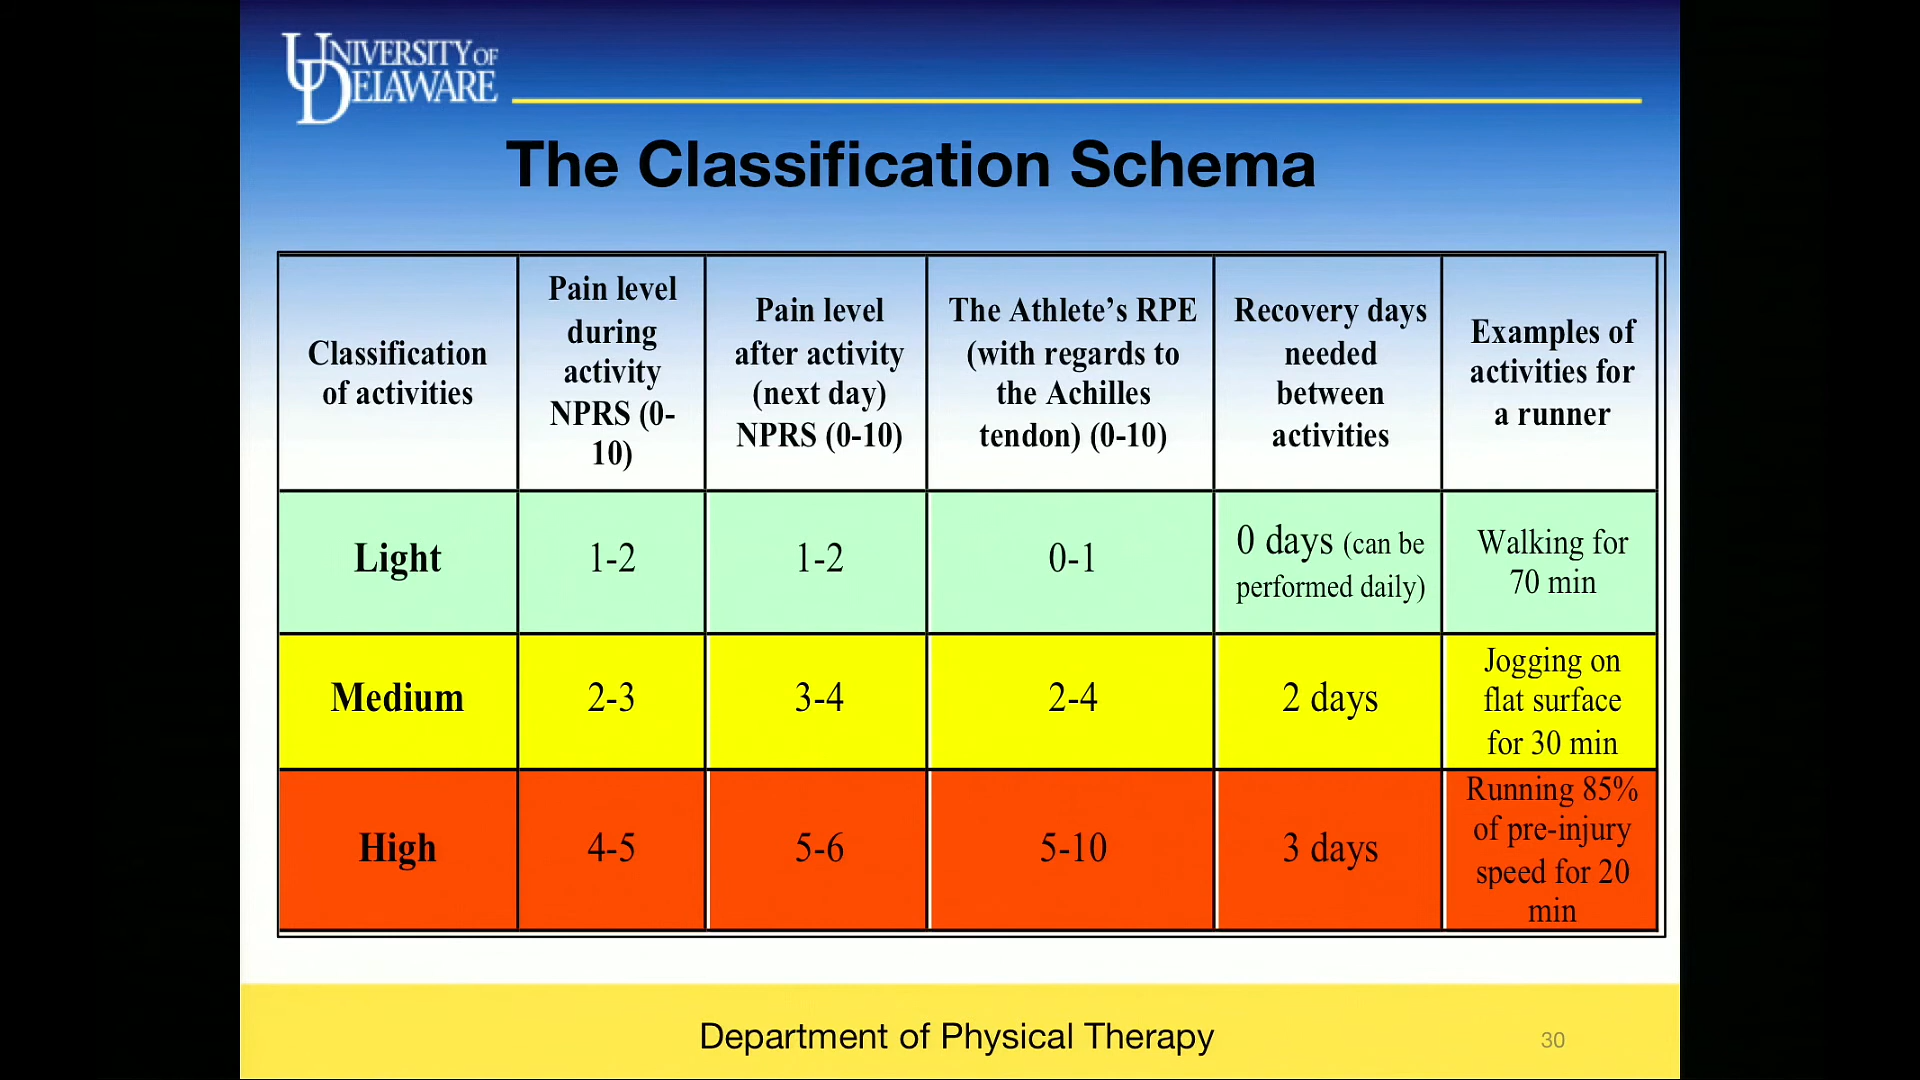 UNIVERSITY OF
DELAWARE
The Classification Schema
Classification
of activities
Pain level
during
activity
NPRS (0-
10)
Pain level
after activity
(next day)
NPRS (0-10)
The Athlete’s RPE
(with regards to
the Achilles
tendon) (0-10)
Recovery days
needed
between
activities
Examples of
activities for
a runner
Light
1-2
1-2
0-1
0 days (can be
performed daily)
Walking for
70 min
Medium
2-3
3-4
2-4
2 days
Jogging on
flat surface
for 30 min
High
4-5
5-6
5-10
3 days
Running 85%
of pre-injury
speed for 20
min
Department of Physical Therapy
30